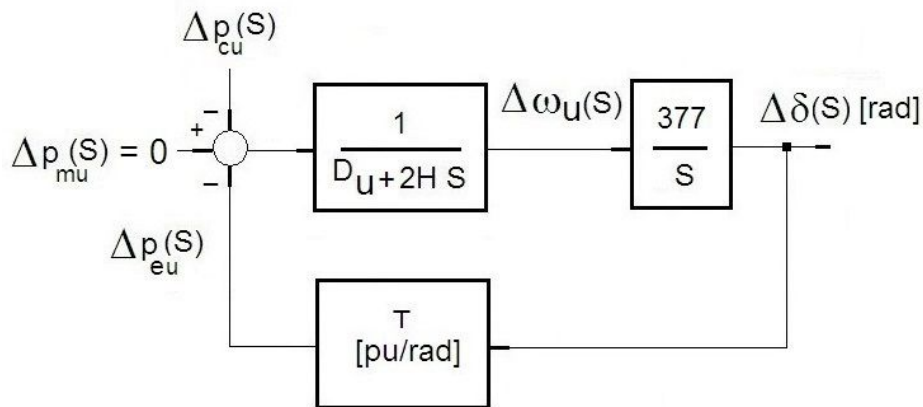 Δp_cu(S)
Δp_mu(S) = 0
+
−
−
1
D_u+2H S
Δω_u(S)
377
S
Δδ(S) [rad]
Δp_eu(S)
T
[pu/rad]